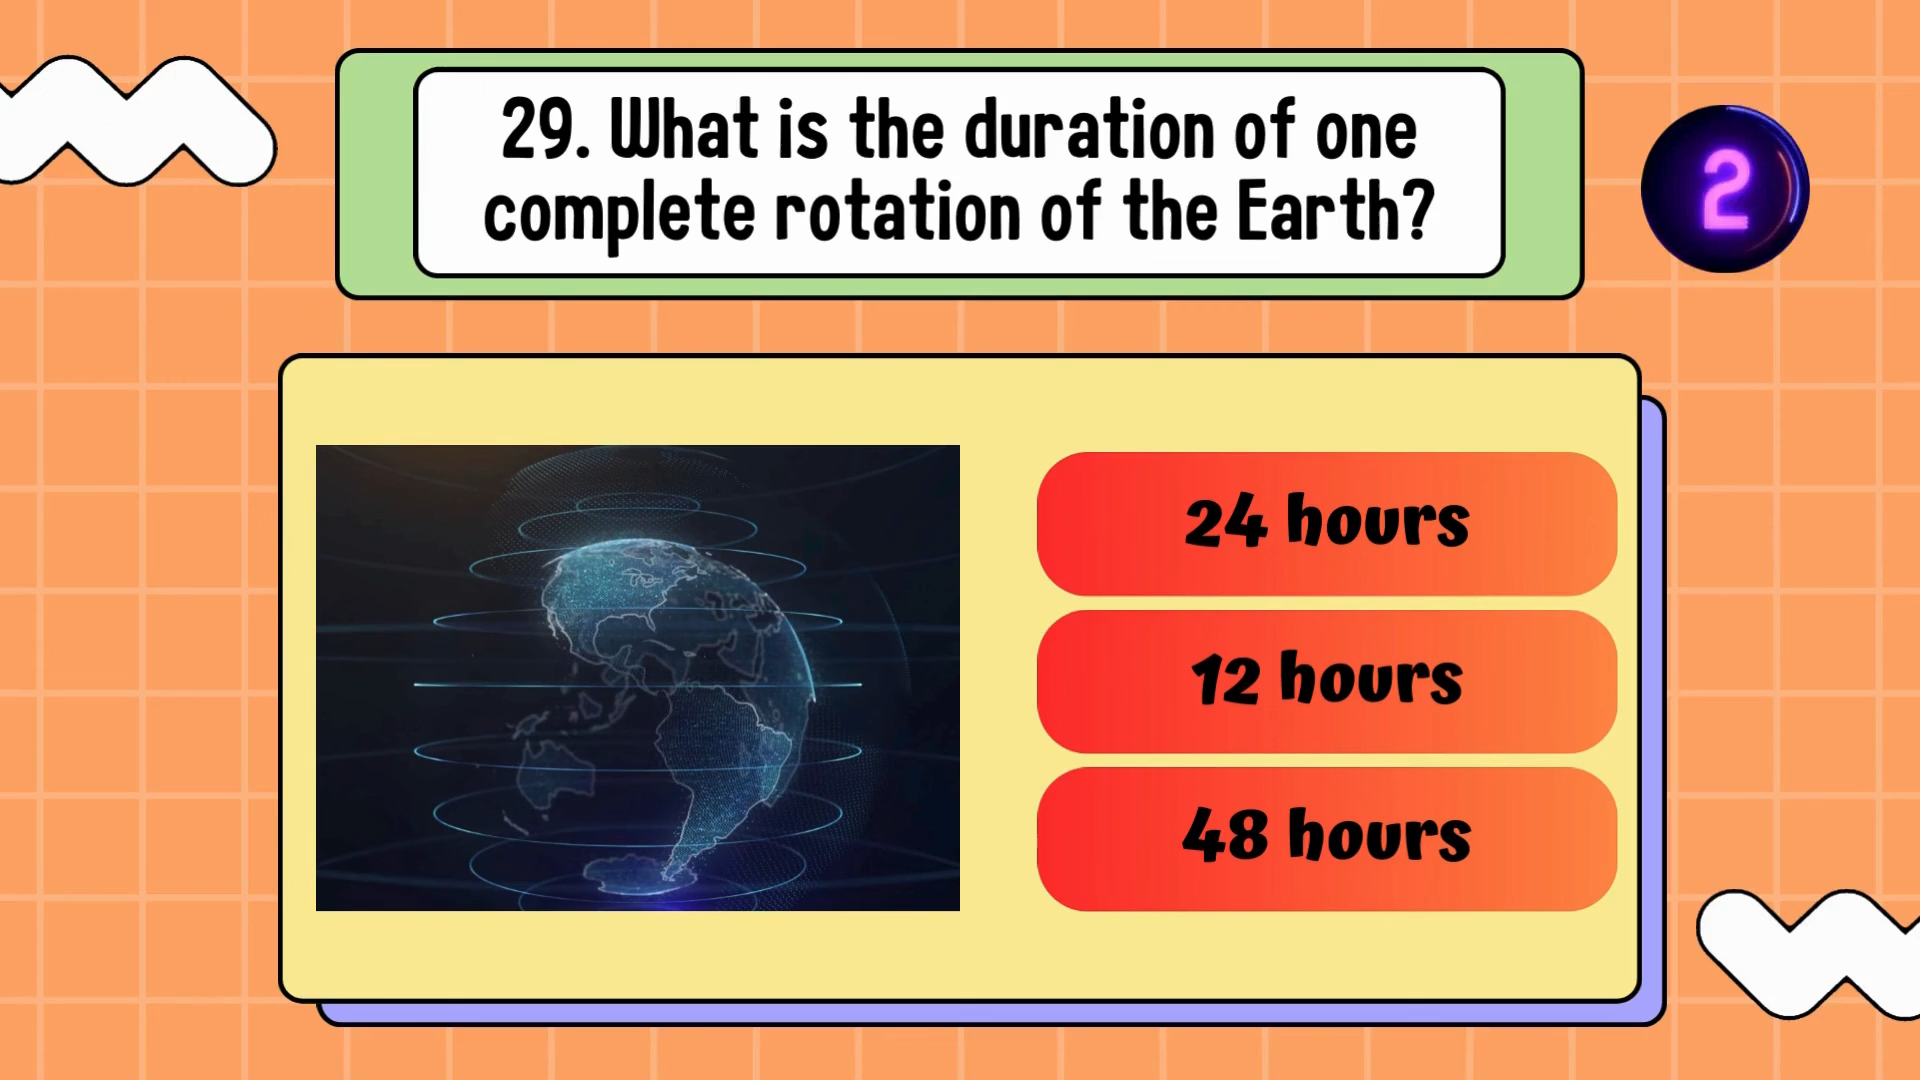 29. What is the duration of one
complete rotation of the Earth?
2
24 hours
12 hours
48 hours